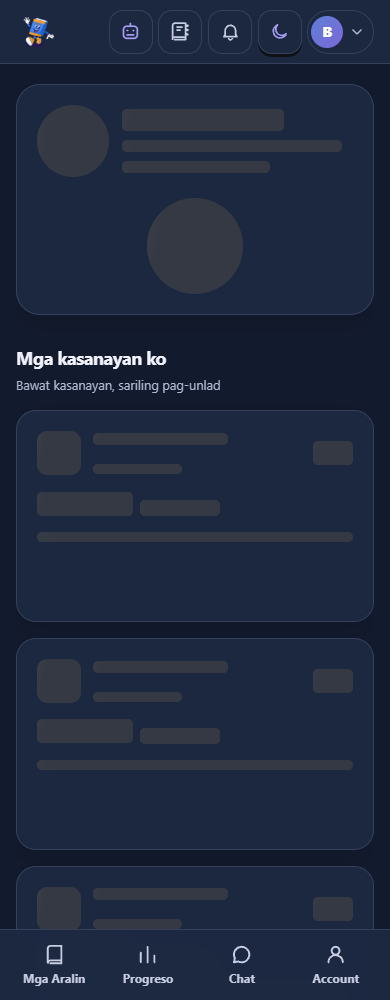 B
Mga kasanayan ko
Bawat kasanayan, sariling pag-unlad
Mga Aralin
Progreso
Chat
Account